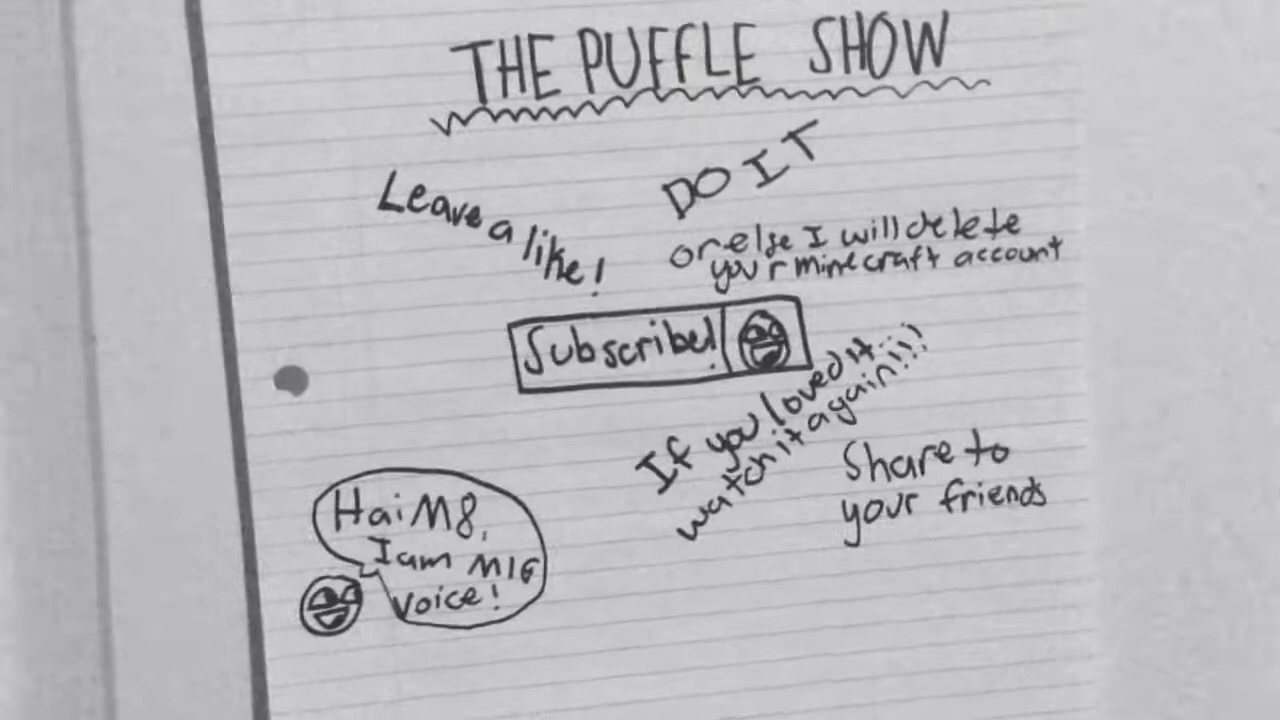 THE PUFFLE SHOW
DO IT
Leave a like!
or else I will delete
your minecraft account
Subscribe!
If you loved it...
watch it again!!!
Share to
your friends
Hai M8,
I am M16
voice!